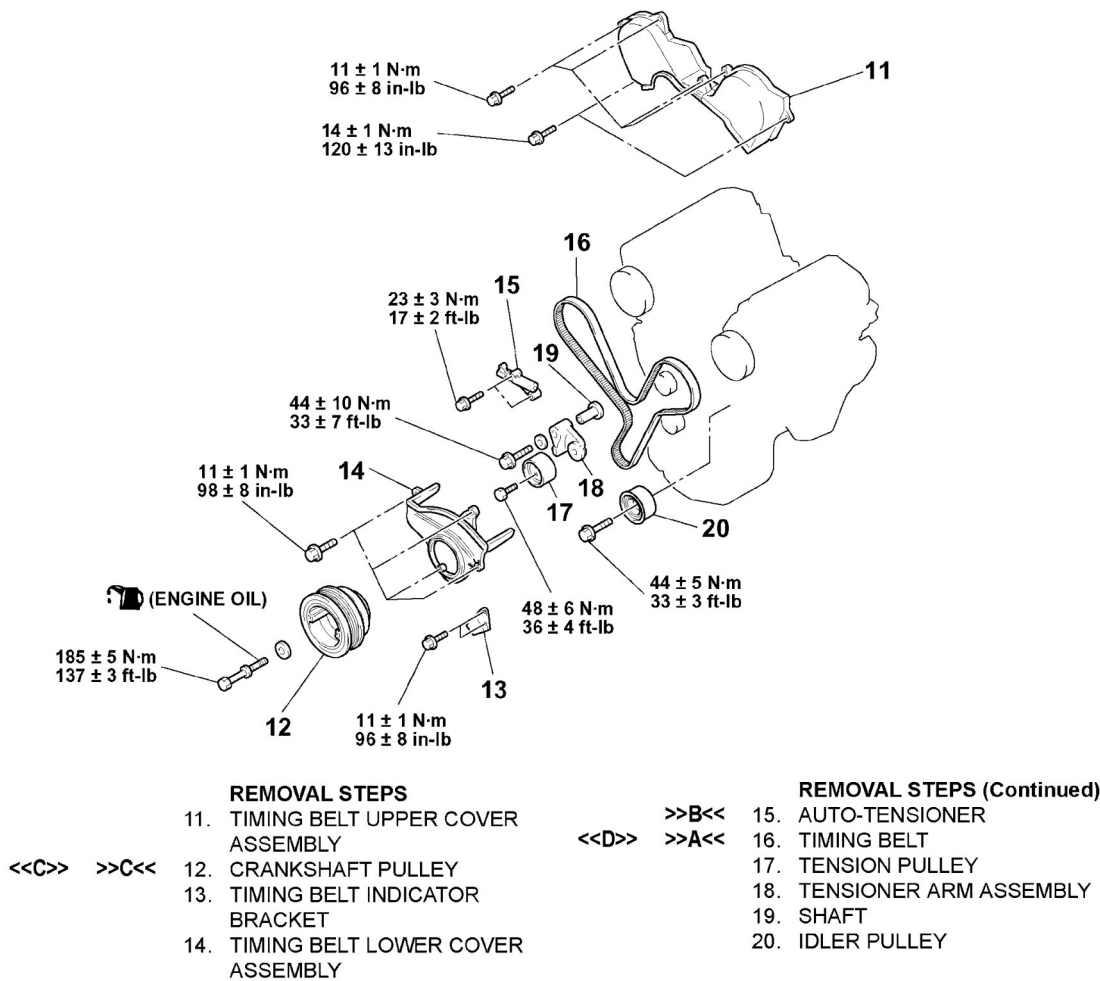 11 ± 1 N·m
96 ± 8 in-lb
11
14 ± 1 N·m
120 ± 13 in-lb
16
15
23 ± 3 N·m
17 ± 2 ft-lb
19
44 ± 10 N·m
33 ± 7 ft-lb
14
11 ± 1 N·m
98 ± 8 in-lb
18
17
20
44 ± 5 N·m
33 ± 3 ft-lb
(ENGINE OIL)
48 ± 6 N·m
36 ± 4 ft-lb
185 ± 5 N·m
137 ± 3 ft-lb
13
12
11 ± 1 N·m
96 ± 8 in-lb
REMOVAL STEPS
11. TIMING BELT UPPER COVER
ASSEMBLY
<<C>> >>C<< 12. CRANKSHAFT PULLEY
13. TIMING BELT INDICATOR
BRACKET
14. TIMING BELT LOWER COVER
ASSEMBLY
REMOVAL STEPS (Continued)
>>B<< 15. AUTO-TENSIONER
<<D>> >>A<< 16. TIMING BELT
17. TENSION PULLEY
18. TENSIONER ARM ASSEMBLY
19. SHAFT
20. IDLER PULLEY